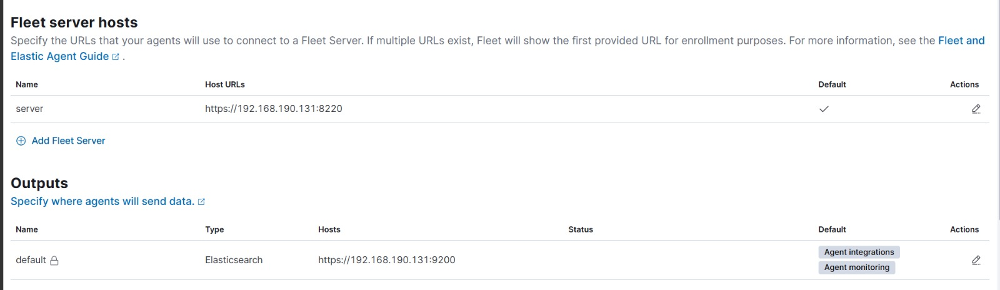 Fleet server hosts
Specify the URLs that your agents will use to connect to a Fleet Server. If multiple URLs exist, Fleet will show the first provided URL for enrollment purposes. For more information, see the Fleet and
Elastic Agent Guide .
Name Host URLs Default Actions
server https://192.168.190.131:8220
Add Fleet Server
Outputs
Specify where agents will send data.
Name Type Hosts Status Default Actions
default Elasticsearch https://192.168.190.131:9200 Agent integrations
Agent monitoring